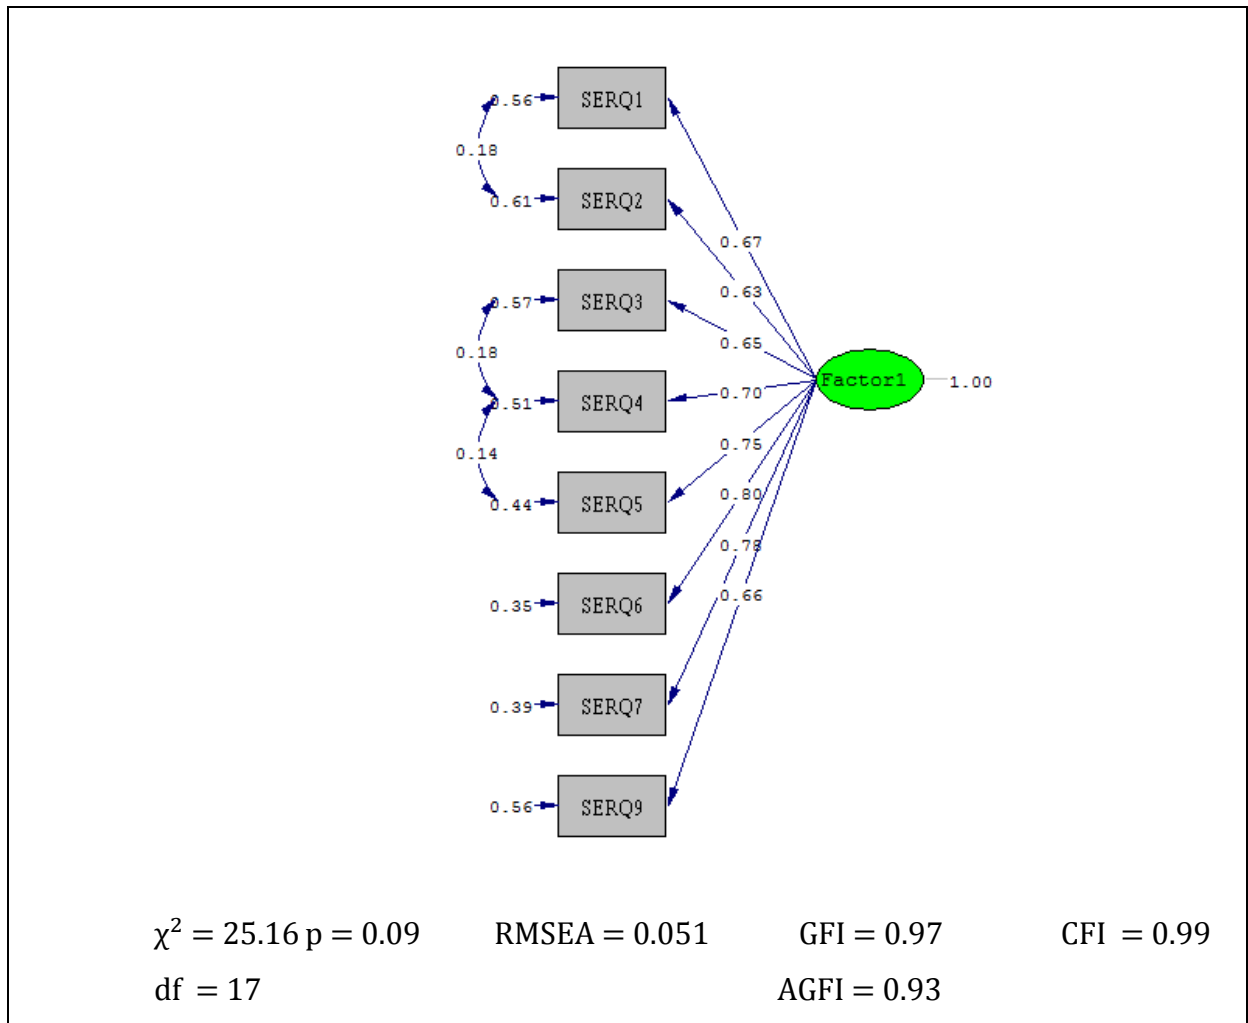 0.56 SERQ1
0.18
0.61 SERQ2
0.67
0.63
0.57 SERQ3
0.65
0.18
Factor1 1.00
0.51 SERQ4 0.70
0.75
0.14
0.44 SERQ5
0.80
0.78
0.35 SERQ6 0.66
0.39 SERQ7
0.56 SERQ9
χ² = 25.16 p = 0.09 RMSEA = 0.051 GFI = 0.97 CFI = 0.99
df = 17 AGFI = 0.93